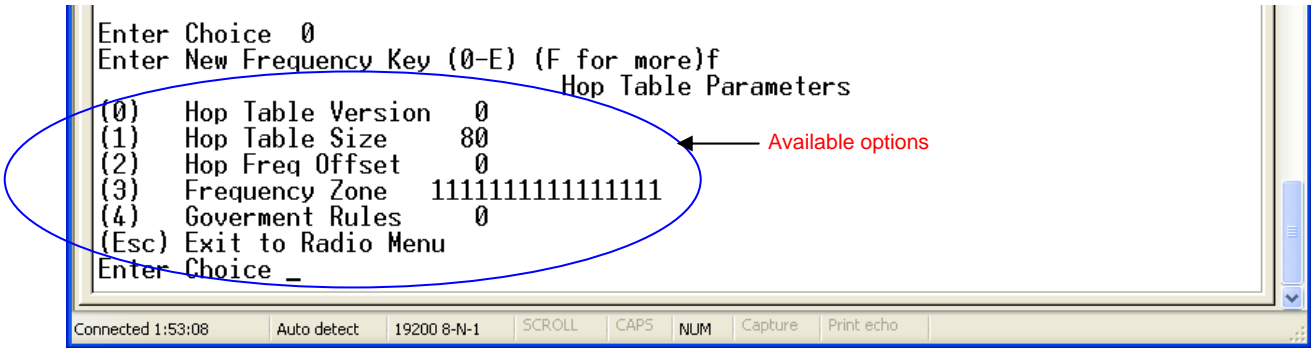 Enter Choice 0
Enter New Frequency Key (0-E) (F for more)f
Hop Table Parameters
(0) Hop Table Version 0
(1) Hop Table Size 80
(2) Hop Freq Offset 0
(3) Frequency Zone 1111111111111111
(4) Goverment Rules 0
(Esc) Exit to Radio Menu
Enter Choice _
Available options
Connected 1:53:08 Auto detect 19200 8-N-1 SCROLL CAPS NUM Capture Print echo